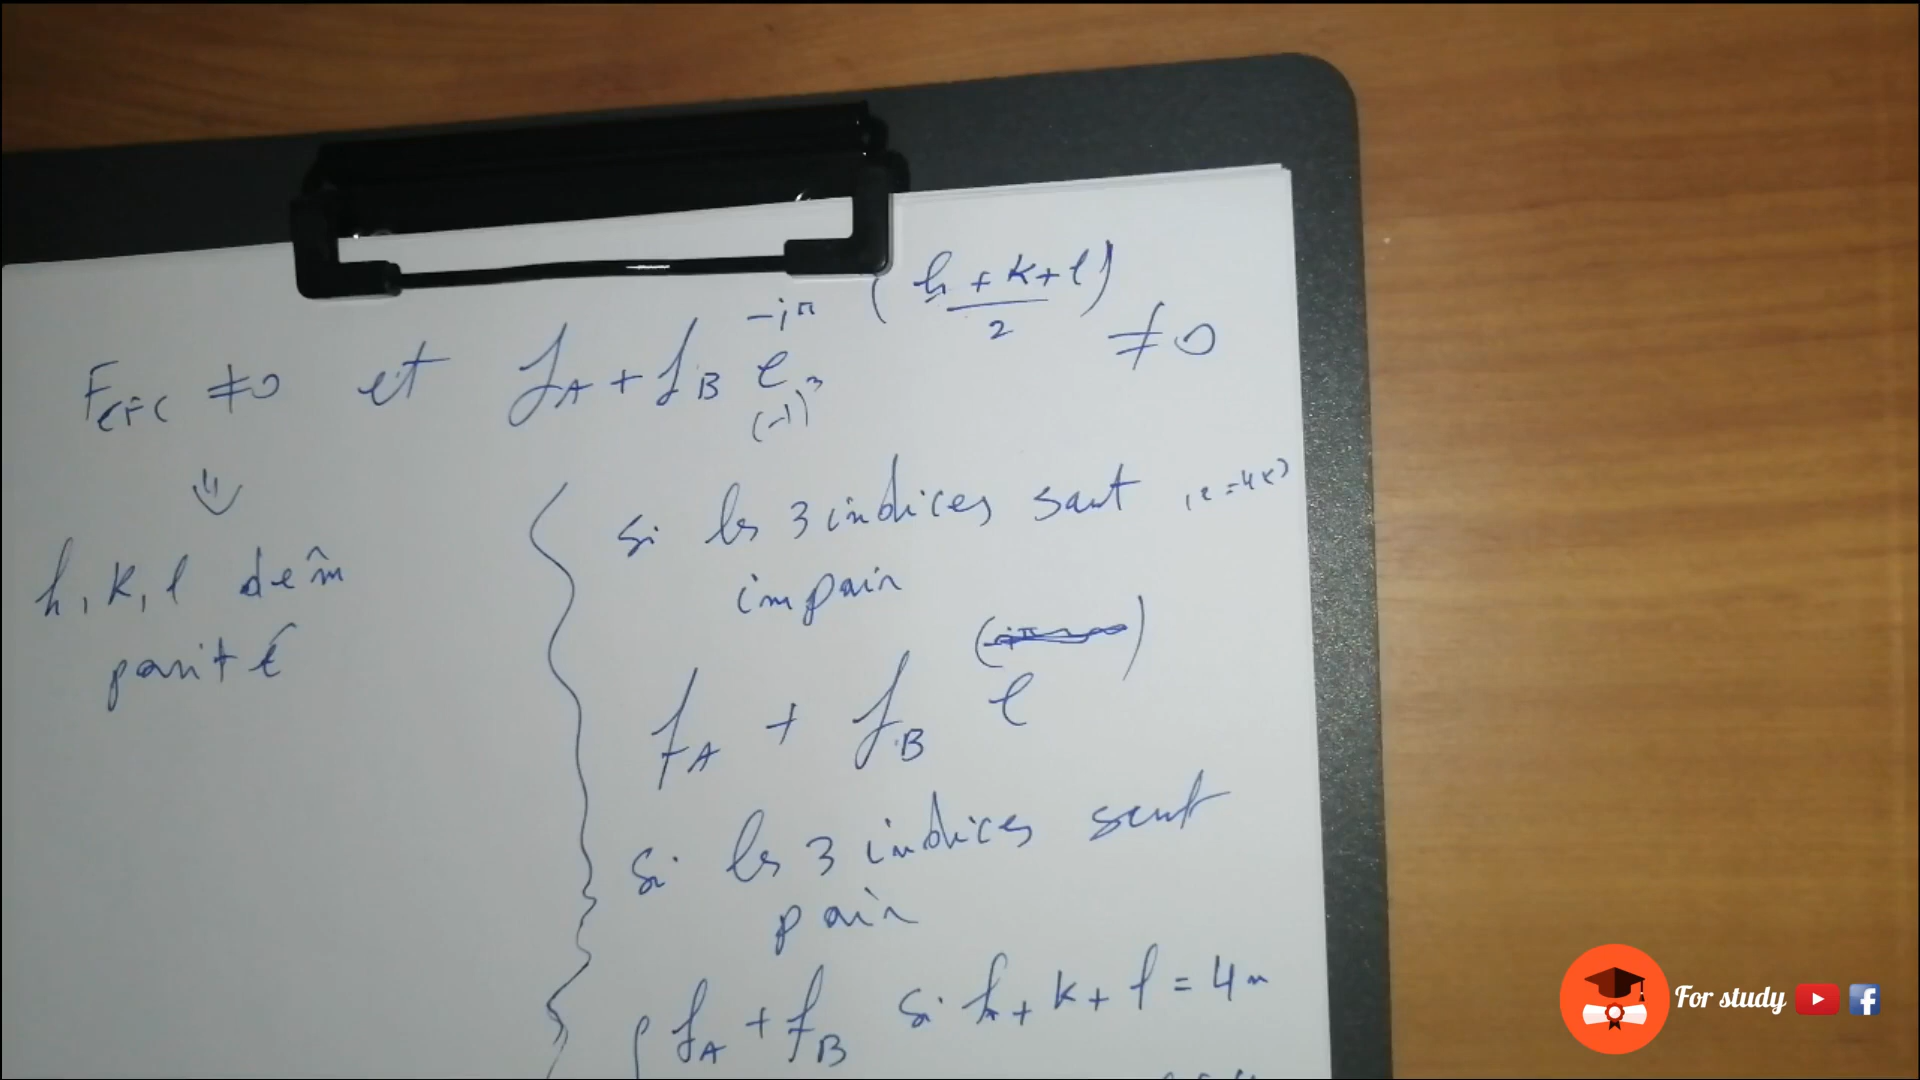 F_CFC ≠ 0 et f_A + f_B e^{-iπ (h+k+l)/2} ≠ 0
(-1)
h, k, l de m̂
parité
si les 3 indices sont
impair
f_A + f_B e
si les 3 indices sont
pair
f_A + f_B si h + k + l = 4n
For study